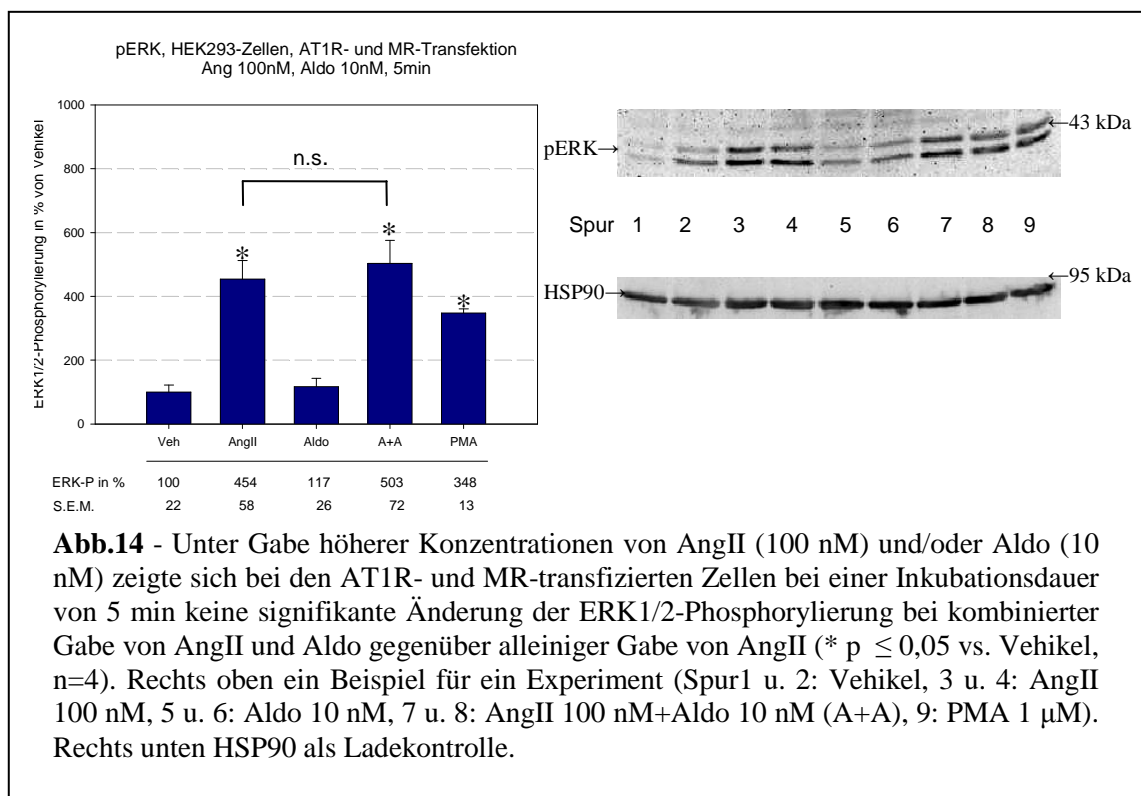 pERK, HEK293-Zellen, AT1R- und MR-Transfektion
Ang 100nM, Aldo 10nM, 5min
ERK1/2-Phosphorylierung in % von Vehikel
1000
800
600
400
200
0
n.s.
*
*
*
Veh AngII Aldo A+A PMA
ERK-P in % 100 454 117 503 348
S.E.M. 22 58 26 72 13
←43 kDa
pERK→
Spur 1 2 3 4 5 6 7 8 9
←95 kDa
HSP90→
Abb.14 - Unter Gabe höherer Konzentrationen von AngII (100 nM) und/oder Aldo (10
nM) zeigte sich bei den AT1R- und MR-transfizierten Zellen bei einer Inkubationsdauer
von 5 min keine signifikante Änderung der ERK1/2-Phosphorylierung bei kombinierter
Gabe von AngII und Aldo gegenüber alleiniger Gabe von AngII (* p ≤ 0,05 vs. Vehikel,
n=4). Rechts oben ein Beispiel für ein Experiment (Spur1 u. 2: Vehikel, 3 u. 4: AngII
100 nM, 5 u. 6: Aldo 10 nM, 7 u. 8: AngII 100 nM+Aldo 10 nM (A+A), 9: PMA 1 µM).
Rechts unten HSP90 als Ladekontrolle.